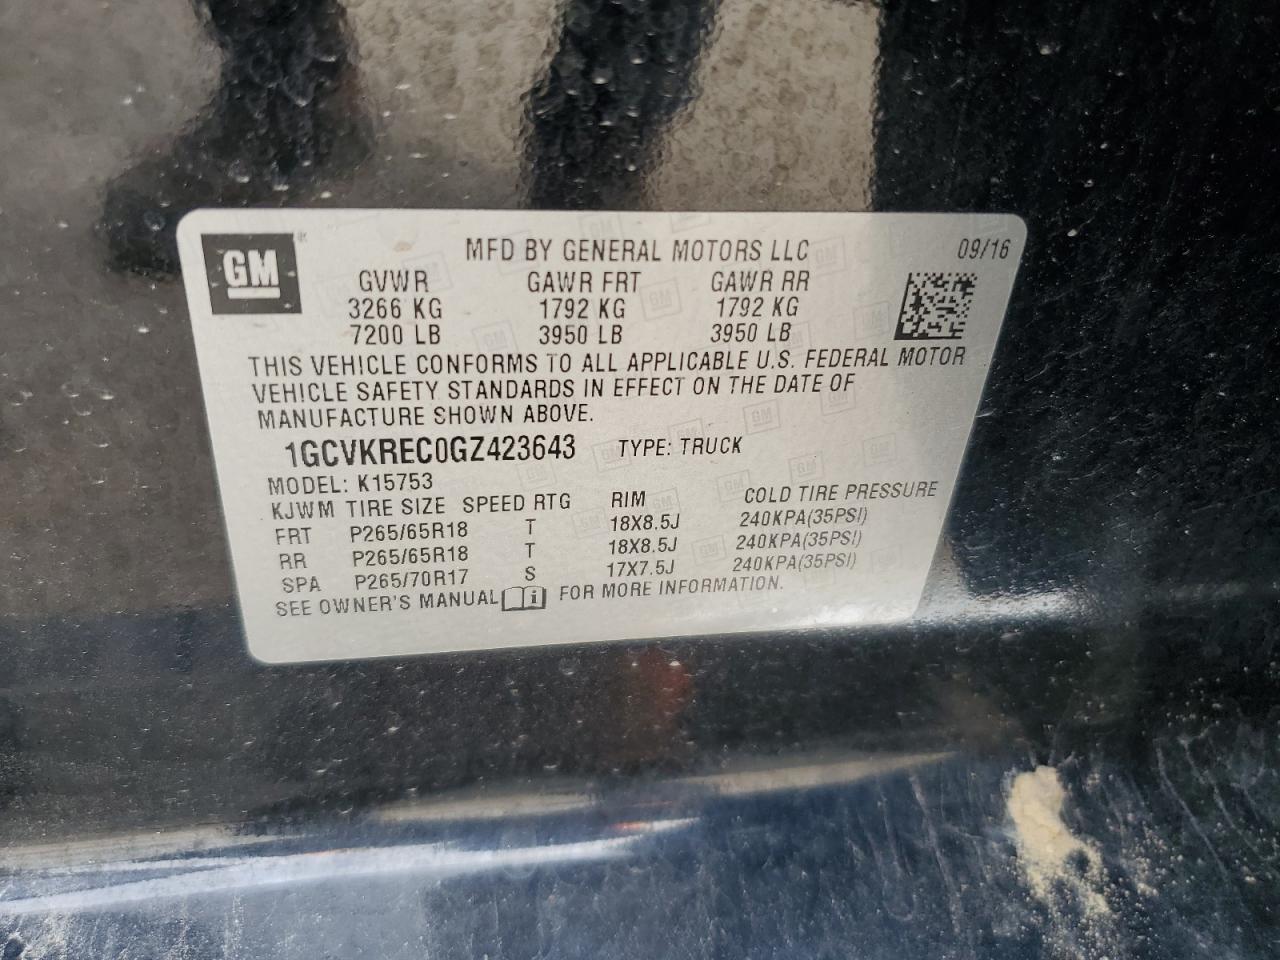 GM
MFD BY GENERAL MOTORS LLC 09/16
GVWR GAWR FRT GAWR RR
3266 KG 1792 KG 1792 KG
7200 LB 3950 LB 3950 LB
THIS VEHICLE CONFORMS TO ALL APPLICABLE U.S. FEDERAL MOTOR
VEHICLE SAFETY STANDARDS IN EFFECT ON THE DATE OF
MANUFACTURE SHOWN ABOVE.
1GCVKREC0GZ423643 TYPE: TRUCK
MODEL: K15753
KJWM TIRE SIZE SPEED RTG RIM COLD TIRE PRESSURE
FRT P265/65R18 T 18X8.5J 240KPA(35PSI)
RR P265/65R18 T 18X8.5J 240KPA(35PSI)
SPA P265/70R17 S 17X7.5J 240KPA(35PSI)
SEE OWNER'S MANUAL i FOR MORE INFORMATION.